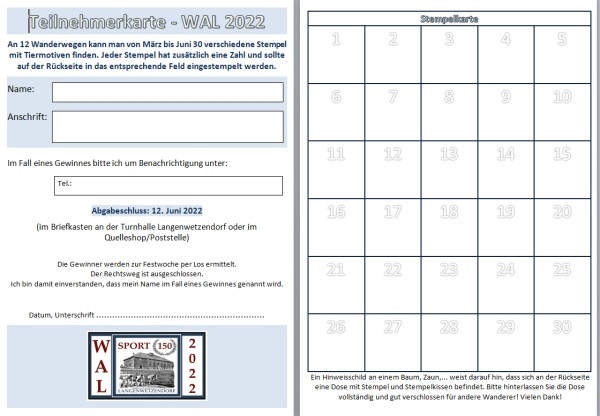 Teilnehmerkarte - WAL 2022
An 12 Wanderwegen kann man von März bis Juni 30 verschiedene Stempel
mit Tiermotiven finden. Jeder Stempel hat zusätzlich eine Zahl und sollte
auf der Rückseite in das entsprechende Feld eingestempelt werden.
Name:
Anschrift:
Im Fall eines Gewinnes bitte ich um Benachrichtigung unter:
Tel.:
Abgabeschluss: 12. Juni 2022
(im Briefkasten an der Turnhalle Langenwetzendorf oder im
Quelleshop/Poststelle)
Die Gewinner werden zur Festwoche per Los ermittelt.
Der Rechtsweg ist ausgeschlossen.
Ich bin damit einverstanden, dass mein Name im Fall eines Gewinnes genannt wird.
Datum, Unterschrift ................................................................
WAL
SPORT 150
LANGENWETZENDORF
2022
Stempelkarte
1 2 3 4 5
6 7 8 9 10
11 12 13 14 15
16 17 18 19 20
21 22 23 24 25
26 27 28 29 30
Ein Hinweisschild an einem Baum, Zaun,... weist darauf hin, dass sich an der Rückseite
eine Dose mit Stempel und Stempelkissen befindet. Bitte hinterlassen Sie die Dose
vollständig und gut verschlossen für andere Wanderer! Vielen Dank!